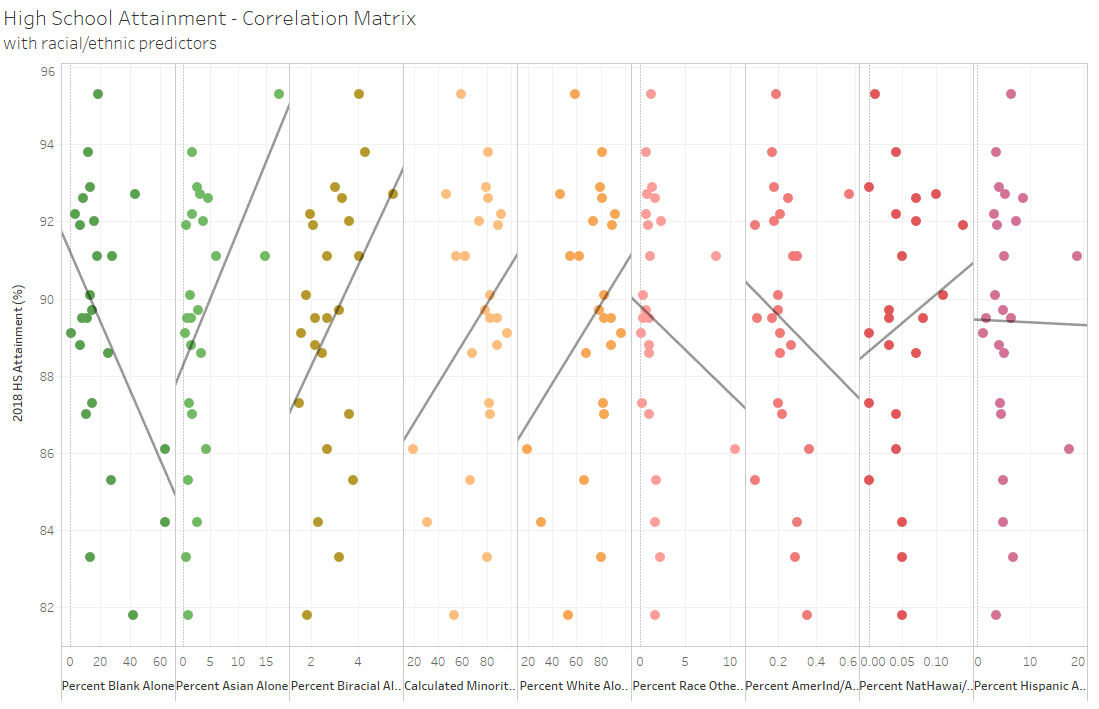 High School Attainment - Correlation Matrix
with racial/ethnic predictors
96
94
92
90
88
86
84
82
2018 HS Attainment (%)
0 20 40 60 0 5 10 15 2 4 20 40 60 80 20 40 60 80 0 5 10 0.2 0.4 0.6 0.00 0.05 0.10 0 10 20
Percent Blank Alone Percent Asian Alone Percent Biracial Al.. Calculated Minorit.. Percent White Alo.. Percent Race Othe.. Percent AmerInd/A.. Percent NatHawai/.. Percent Hispanic A..